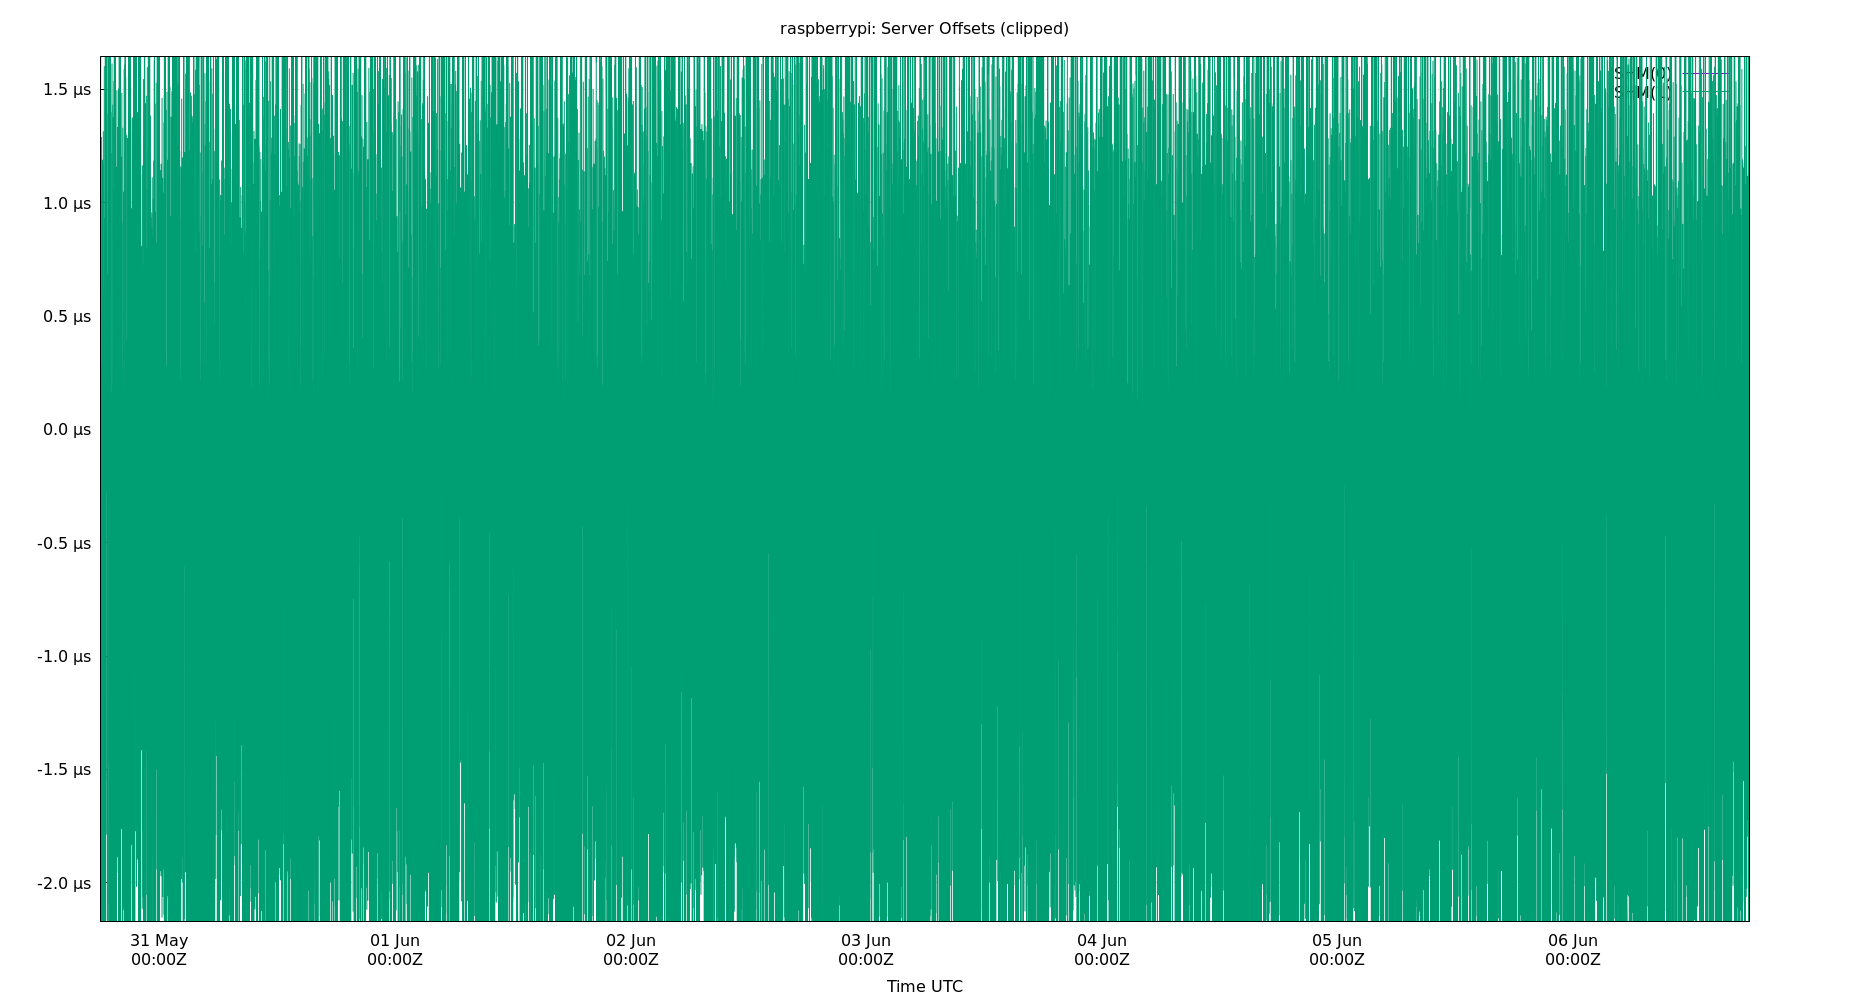 raspberrypi: Server Offsets (clipped)
SHM(0)
1.5 µs
1.0 µs
0.5 µs
0.0 µs
-0.5 µs
-1.0 µs
-1.5 µs
-2.0 µs
31 May 01 Jun 02 Jun 03 Jun 04 Jun 05 Jun 06 Jun
00:00Z 00:00Z 00:00Z 00:00Z 00:00Z 00:00Z 00:00Z
Time UTC